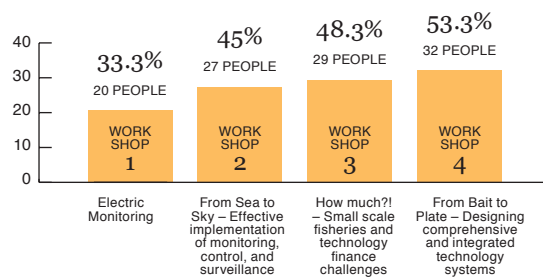 40
30
20
10
0
33.3%
20 PEOPLE
WORK
SHOP
1
45%
27 PEOPLE
WORK
SHOP
2
48.3%
29 PEOPLE
WORK
SHOP
3
53.3%
32 PEOPLE
WORK
SHOP
4
Electric
Monitoring
From Sea to
Sky – Effective
implementation
of monitoring,
control, and
surveillance
How much?!
– Small scale
fisheries and
technology
finance
challenges
From Bait to
Plate – Designing
comprehensive
and integrated
technology
systems